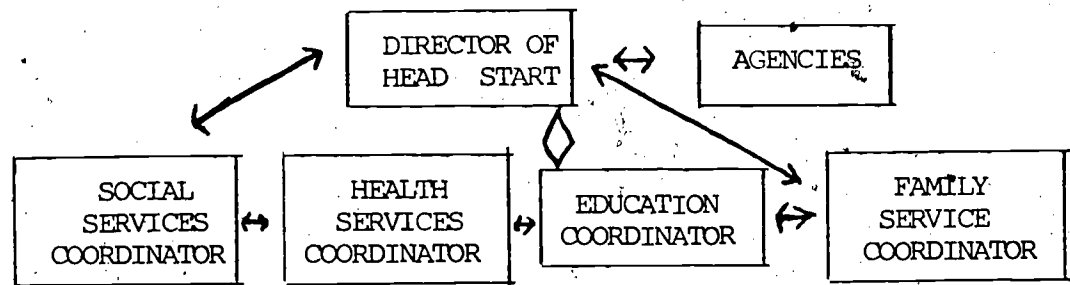 DIRECTOR OF
HEAD START
AGENCIES
SOCIAL
SERVICES
COORDINATOR
HEALTH
SERVICES
COORDINATOR
EDUCATION
COORDINATOR
FAMILY
SERVICE
COORDINATOR